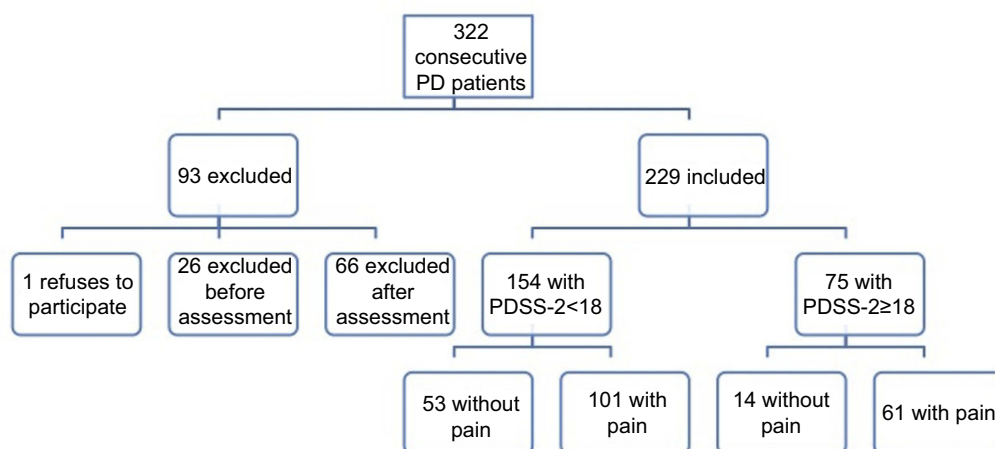 322
consecutive
PD patients
93 excluded
229 included
1 refuses to
participate
26 excluded
before
assessment
66 excluded
after
assessment
154 with
PDSS-2<18
75 with
PDSS-2≥18
53 without
pain
101 with
pain
14 without
pain
61 with pain